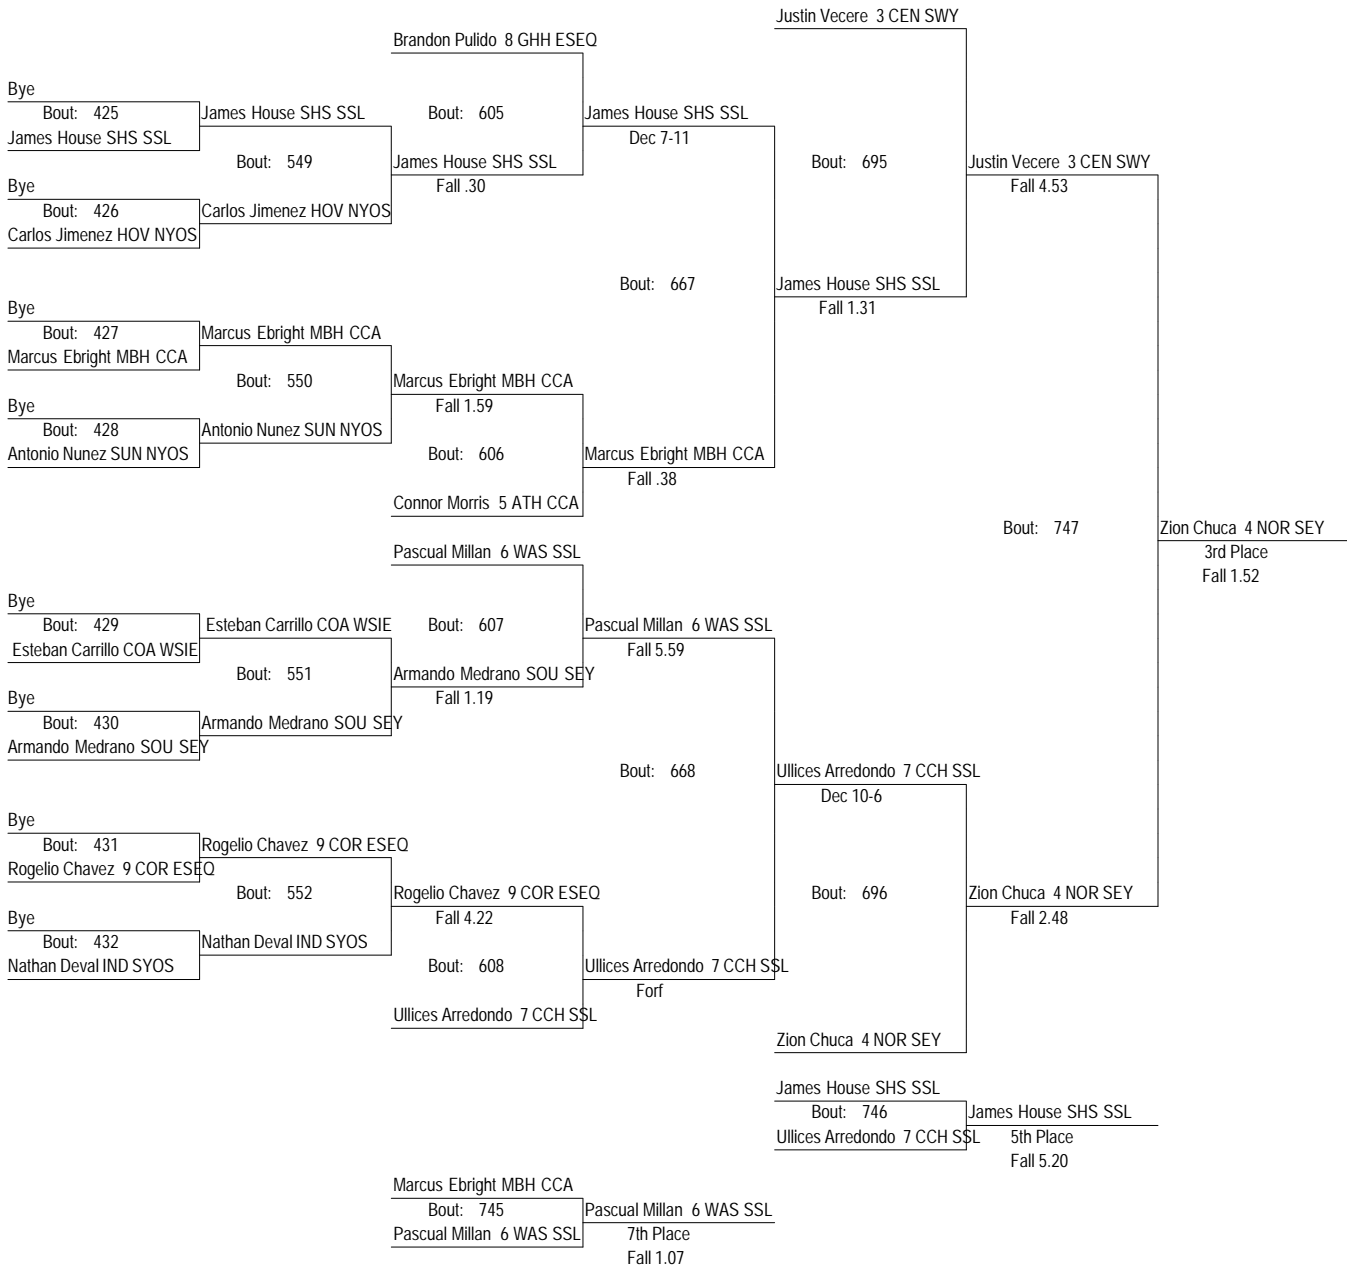 Justin Vecere 3 CEN SWY
Brandon Pulido 8 GHH ESEQ
Bye
Bout: 425
James House SHS SSL
James House SHS SSL
Bout: 605
James House SHS SSL
Dec 7-11
Bout: 549
James House SHS SSL
Fall .30
Bout: 695
Justin Vecere 3 CEN SWY
Fall 4.53
Bye
Bout: 426
Carlos Jimenez HOV NYOS
Carlos Jimenez HOV NYOS
Bout: 667
James House SHS SSL
Fall 1.31
Bye
Bout: 427
Marcus Ebright MBH CCA
Marcus Ebright MBH CCA
Bout: 550
Marcus Ebright MBH CCA
Fall 1.59
Bye
Bout: 428
Antonio Nunez SUN NYOS
Antonio Nunez SUN NYOS
Bout: 606
Marcus Ebright MBH CCA
Fall .38
Connor Morris 5 ATH CCA
Bout: 747
Zion Chuca 4 NOR SEY
3rd Place
Fall 1.52
Pascual Millan 6 WAS SSL
Bye
Bout: 429
Esteban Carrillo COA WSIE
Esteban Carrillo COA WSIE
Bout: 607
Pascual Millan 6 WAS SSL
Fall 5.59
Bout: 551
Armando Medrano SOU SEY
Fall 1.19
Bye
Bout: 430
Armando Medrano SOU SEY
Armando Medrano SOU SEY
Bout: 668
Ullices Arredondo 7 CCH SSL
Dec 10-6
Bye
Bout: 431
Rogelio Chavez 9 COR ESEQ
Rogelio Chavez 9 COR ESEQ
Bout: 552
Rogelio Chavez 9 COR ESEQ
Fall 4.22
Bout: 696
Zion Chuca 4 NOR SEY
Fall 2.48
Bye
Bout: 432
Nathan Deval IND SYOS
Nathan Deval IND SYOS
Bout: 608
Ullices Arredondo 7 CCH SSL
Forf
Ullices Arredondo 7 CCH SSL
Zion Chuca 4 NOR SEY
James House SHS SSL
Bout: 746
Ullices Arredondo 7 CCH SSL
James House SHS SSL
5th Place
Fall 5.20
Marcus Ebright MBH CCA
Bout: 745
Pascual Millan 6 WAS SSL
Pascual Millan 6 WAS SSL
7th Place
Fall 1.07